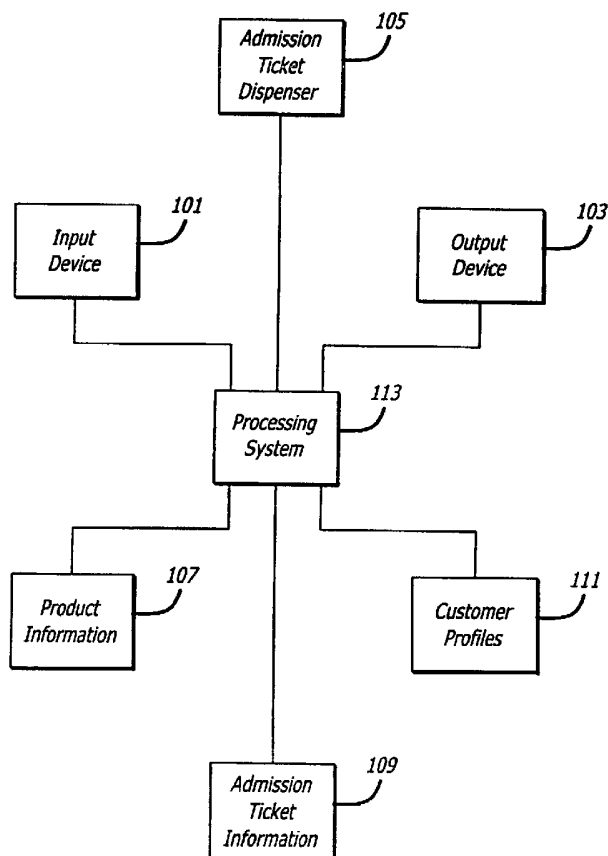 105
Admission
Ticket
Dispenser
101
Input
Device
103
Output
Device
113
Processing
System
107
Product
Information
111
Customer
Profiles
109
Admission
Ticket
Information